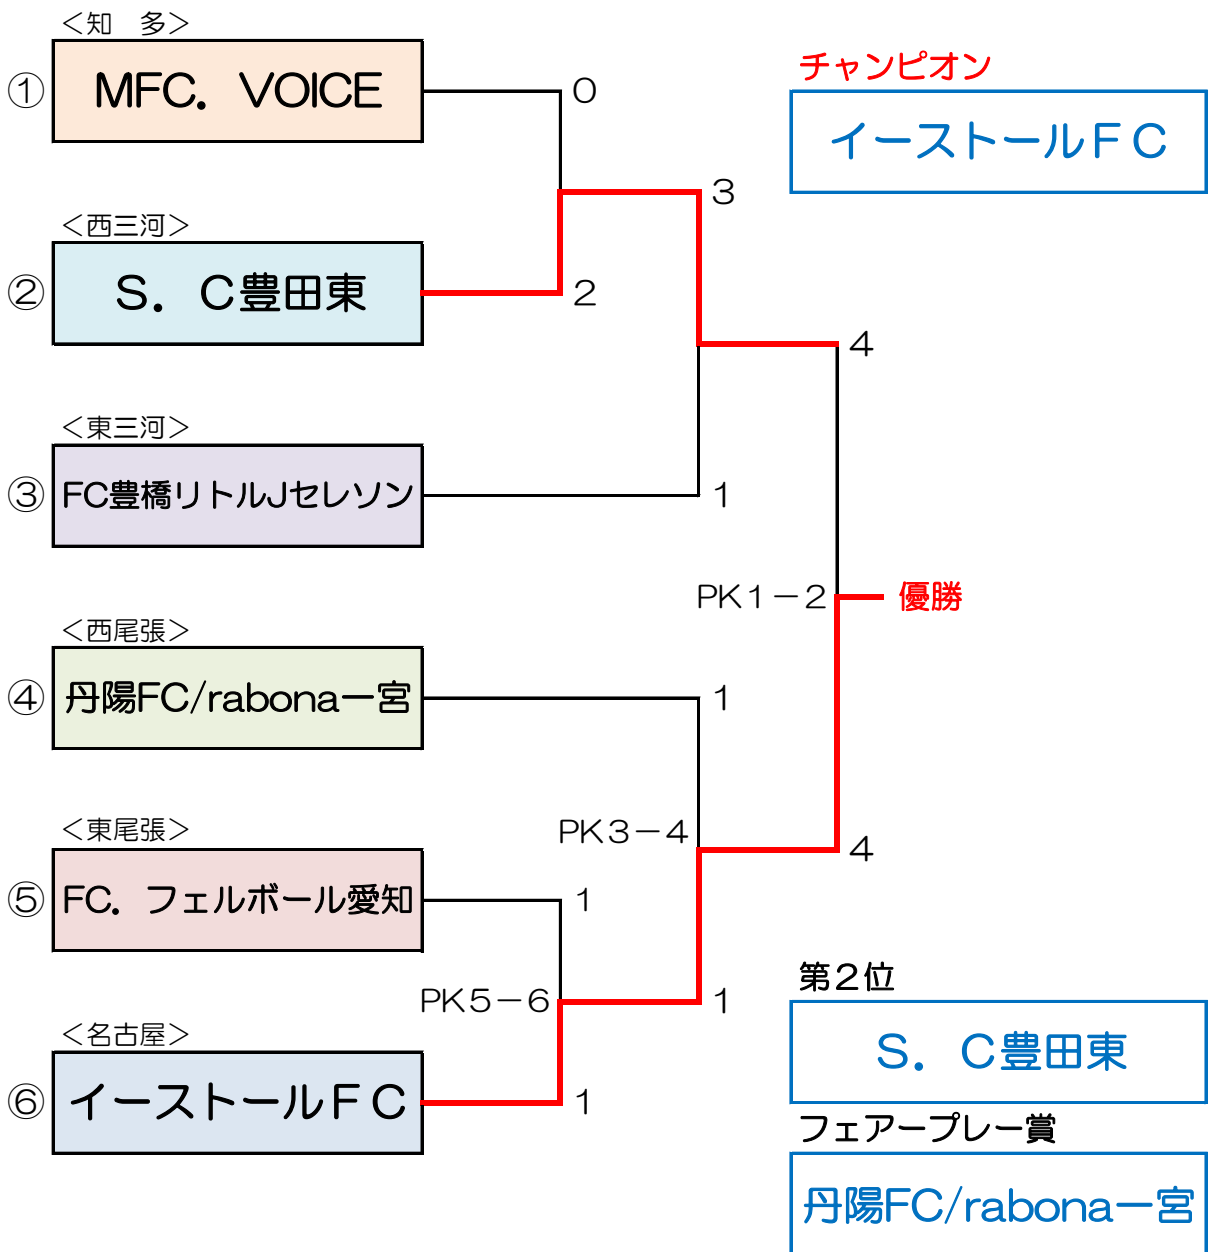 ＜知　多＞
① MFC．VOICE
0
＜西三河＞
② Ｓ．Ｃ豊田東
2
3
＜東三河＞
③ FC豊橋リトルJセレソン
1
4
＜西尾張＞
④ 丹陽FC/rabona一宮
1
PK３－４
＜東尾張＞
⑤ FC．フェルボール愛知
1
PK５－６
＜名古屋＞
⑥ イーストールＦＣ
1
1
4
PK１－２
優勝
チャンピオン
イーストールＦＣ
第２位
Ｓ．Ｃ豊田東
フェアープレー賞
丹陽FC/rabona一宮